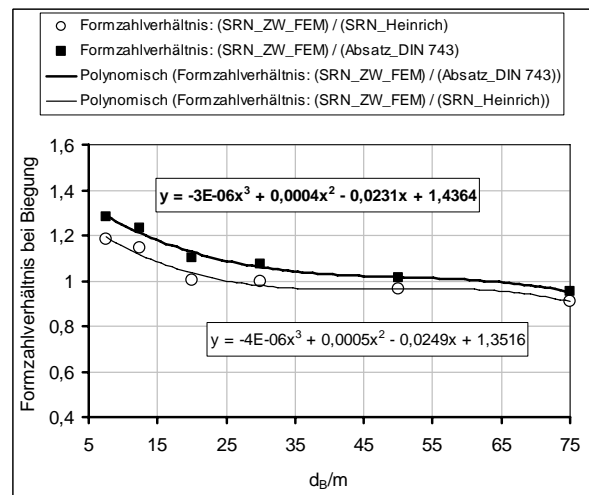 Formzahlverhältnis: (SRN_ZW_FEM) / (SRN_Heinrich)
Formzahlverhältnis: (SRN_ZW_FEM) / (Absatz_DIN 743)
Polynomisch (Formzahlverhältnis: (SRN_ZW_FEM) / (Absatz_DIN 743))
Polynomisch (Formzahlverhältnis: (SRN_ZW_FEM) / (SRN_Heinrich))
Formzahlverhältnis bei Biegung
1,6
1,4
1,2
1
0,8
0,6
0,4
y = -3E-06x³ + 0,0004x² - 0,0231x + 1,4364
y = -4E-06x³ + 0,0005x² - 0,0249x + 1,3516
5 15 25 35 45 55 65 75
d_B/m